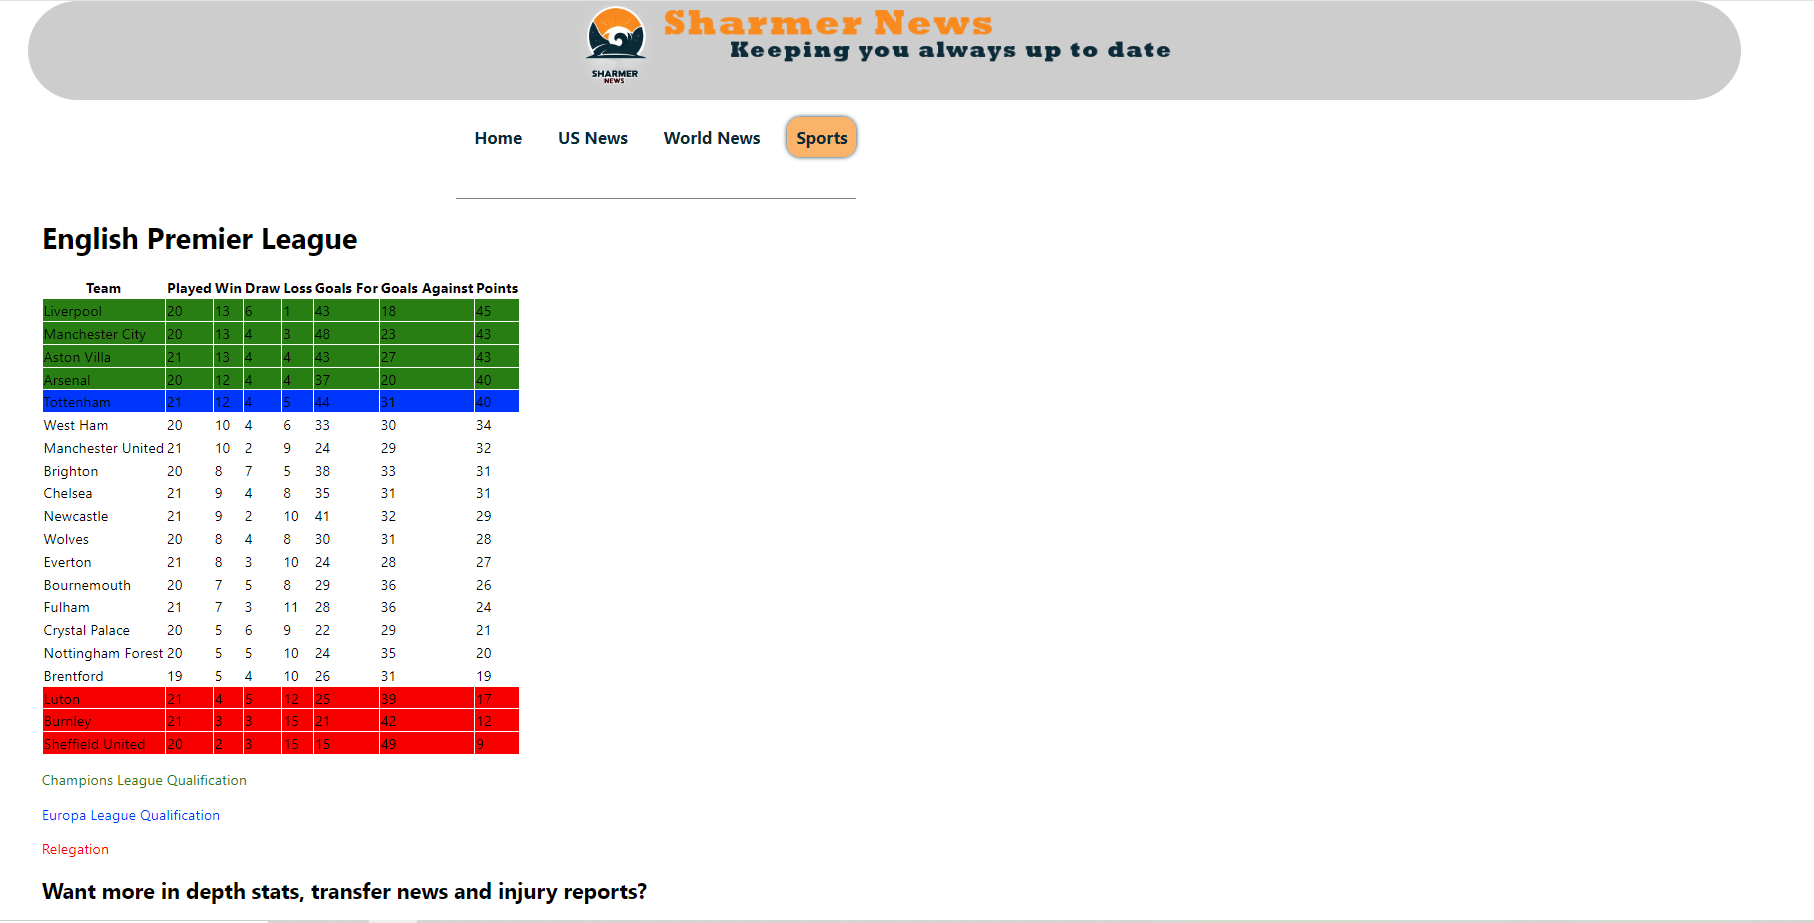 Sharmer News
Keeping you always up to date
SHARMER
NEWS
Home US News World News Sports
English Premier League
Team Played Win Draw Loss Goals For Goals Against Points
Liverpool 20 13 6 1 43 18 45
Manchester City 20 13 4 3 48 23 43
Aston Villa 21 13 4 4 43 27 43
Arsenal 20 12 4 4 37 20 40
Tottenham 21 12 4 5 44 31 40
West Ham 20 10 4 6 33 30 34
Manchester United 21 10 2 9 24 29 32
Brighton 20 8 7 5 38 33 31
Chelsea 21 9 4 8 35 31 31
Newcastle 21 9 2 10 41 32 29
Wolves 20 8 4 8 30 31 28
Everton 21 8 3 10 24 28 27
Bournemouth 20 7 5 8 29 36 26
Fulham 21 7 3 11 28 36 24
Crystal Palace 20 5 6 9 22 29 21
Nottingham Forest 20 5 5 10 24 35 20
Brentford 19 5 4 10 26 31 19
Luton 21 4 5 12 25 39 17
Burnley 21 3 3 15 21 42 12
Sheffield United 20 2 3 15 15 49 9
Champions League Qualification
Europa League Qualification
Relegation
Want more in depth stats, transfer news and injury reports?